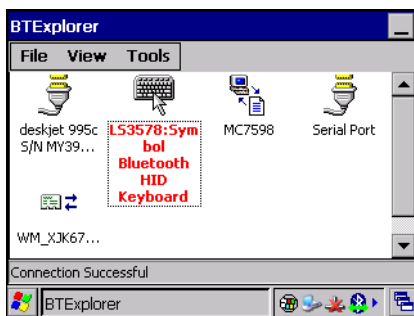 BTExplorer
File View Tools
deskjet 995c
S/N MY39...
LS3578:Sym
bol
Bluetooth
HID
Keyboard
MC7598
Serial Port
WM_XJK67...
Connection Successful
BTExplorer